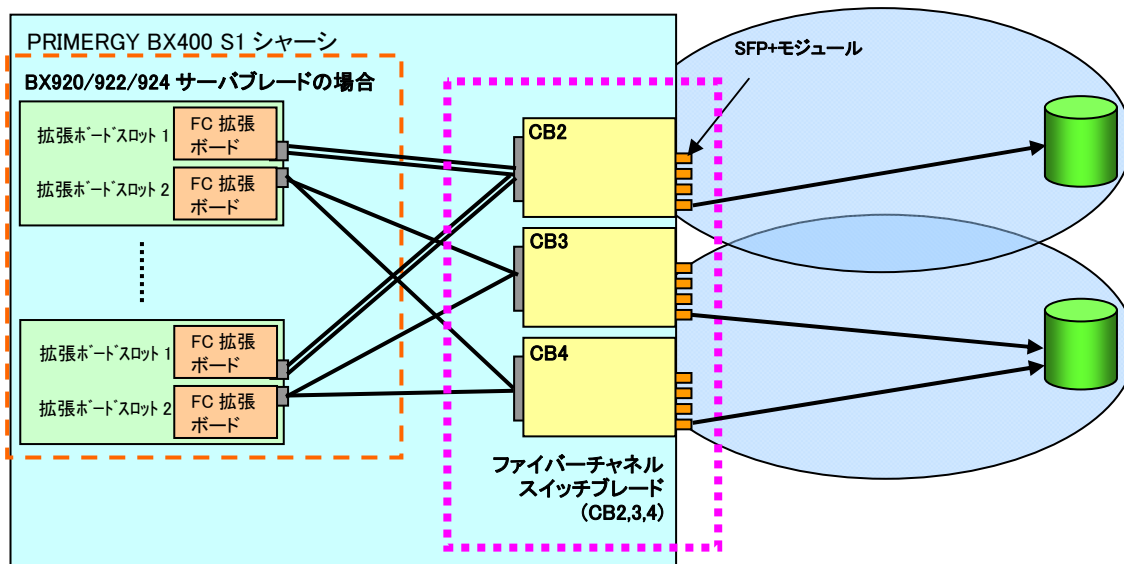 PRIMERGY BX400 S1 シャーシ
BX920/922/924 サーバブレードの場合
拡張ボードスロット 1
FC 拡張
ボード
拡張ボードスロット 2
FC 拡張
ボード
拡張ボードスロット 1
FC 拡張
ボード
拡張ボードスロット 2
FC 拡張
ボード
CB2
CB3
CB4
ファイバーチャネル
スイッチブレード
(CB2,3,4)
SFP+モジュール